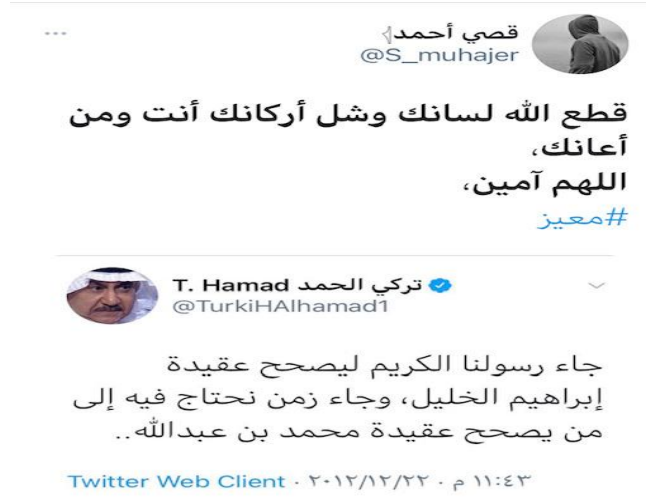 قصي أحمد
@S_muhajer
قطع الله لسانك وشل أركانك أنت ومن
أعانك،
اللهم آمين،
#معيز
تركي الحمد T. Hamad
@TurkiHAlhamad1
جاء رسولنا الكريم ليصحح عقيدة
إبراهيم الخليل، وجاء زمن نحتاج فيه إلى
من يصحح عقيدة محمد بن عبدالله..
١١:٤٣ م · ٢٠١٢/١٢/٢٢ · Twitter Web Client